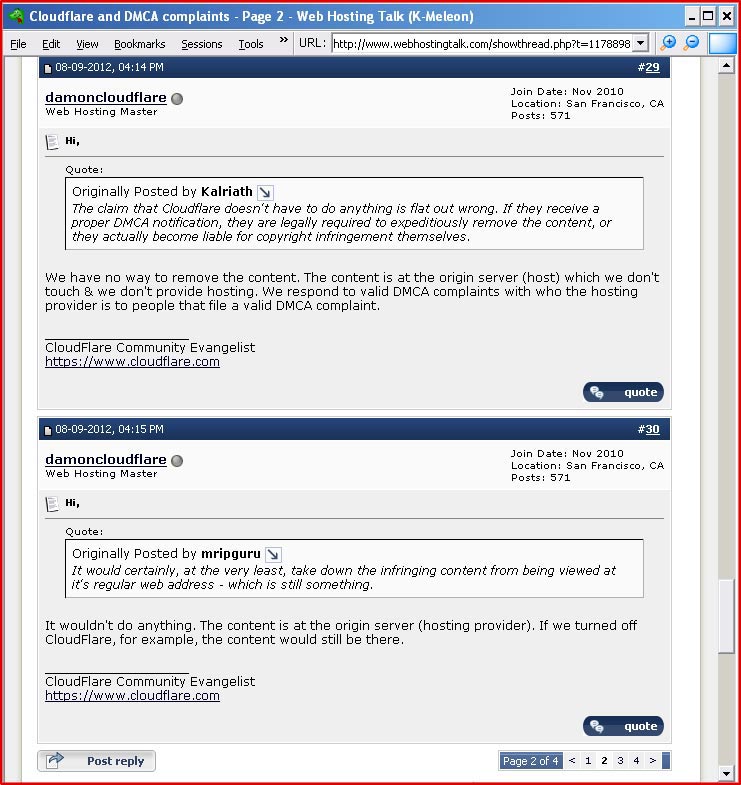 Cloudflare and DMCA complaints - Page 2 - Web Hosting Talk (K-Meleon)
File Edit View Bookmarks Sessions Tools » URL: http://www.webhostingtalk.com/showthread.php?t=1178898
08-09-2012, 04:14 PM #29
damoncloudflare
Web Hosting Master
Join Date: Nov 2010
Location: San Francisco, CA
Posts: 571
Hi,
Quote:
Originally Posted by Kalriath
The claim that Cloudflare doesn't have to do anything is flat out wrong. If they receive a
proper DMCA notification, they are legally required to expeditiously remove the content, or
they actually become liable for copyright infringement themselves.
We have no way to remove the content. The content is at the origin server (host) which we don't
touch & we don't provide hosting. We respond to valid DMCA complaints with who the hosting
provider is to people that file a valid DMCA complaint.
CloudFlare Community Evangelist
https://www.cloudflare.com
quote
08-09-2012, 04:15 PM #30
damoncloudflare
Web Hosting Master
Join Date: Nov 2010
Location: San Francisco, CA
Posts: 571
Hi,
Quote:
Originally Posted by mripguru
It would certainly, at the very least, take down the infringing content from being viewed at
it's regular web address - which is still something.
It wouldn't do anything. The content is at the origin server (hosting provider). If we turned off
CloudFlare, for example, the content would still be there.
CloudFlare Community Evangelist
https://www.cloudflare.com
quote
Post reply
Page 2 of 4 < 1 2 3 4 >